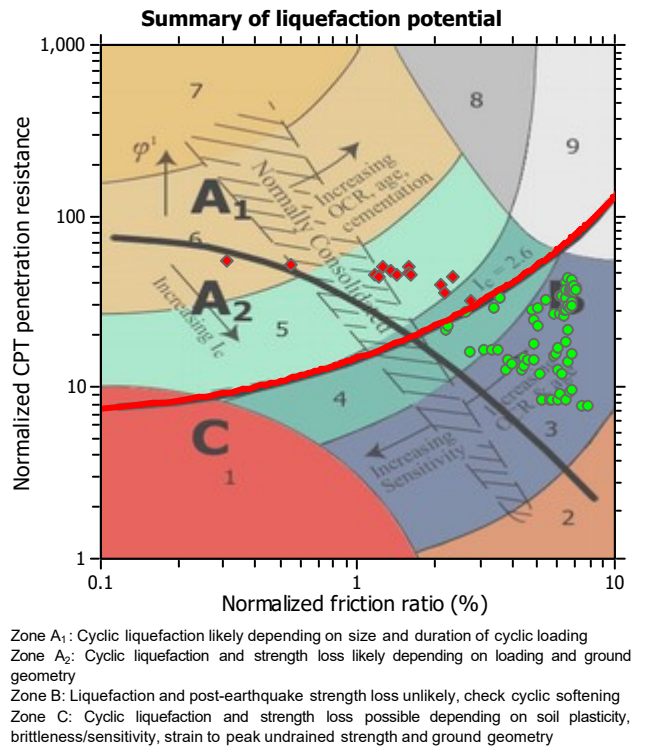 Summary of liquefaction potential
1,000
100
10
1
0.1
1
10
Normalized CPT penetration resistance
Normalized friction ratio (%)
7
8
9
φ'
A₁
Increasing
OCR, age,
cementation
Normally Consolidated
6
A₂
Increasing Ic
Ic = 2.6
B
5
4
C
1
Increasing
Sensitivity
Increasing
OCR & age
3
2
Zone A₁: Cyclic liquefaction likely depending on size and duration of cyclic loading
Zone A₂: Cyclic liquefaction and strength loss likely depending on loading and ground
geometry
Zone B: Liquefaction and post-earthquake strength loss unlikely, check cyclic softening
Zone C: Cyclic liquefaction and strength loss possible depending on soil plasticity,
brittleness/sensitivity, strain to peak undrained strength and ground geometry